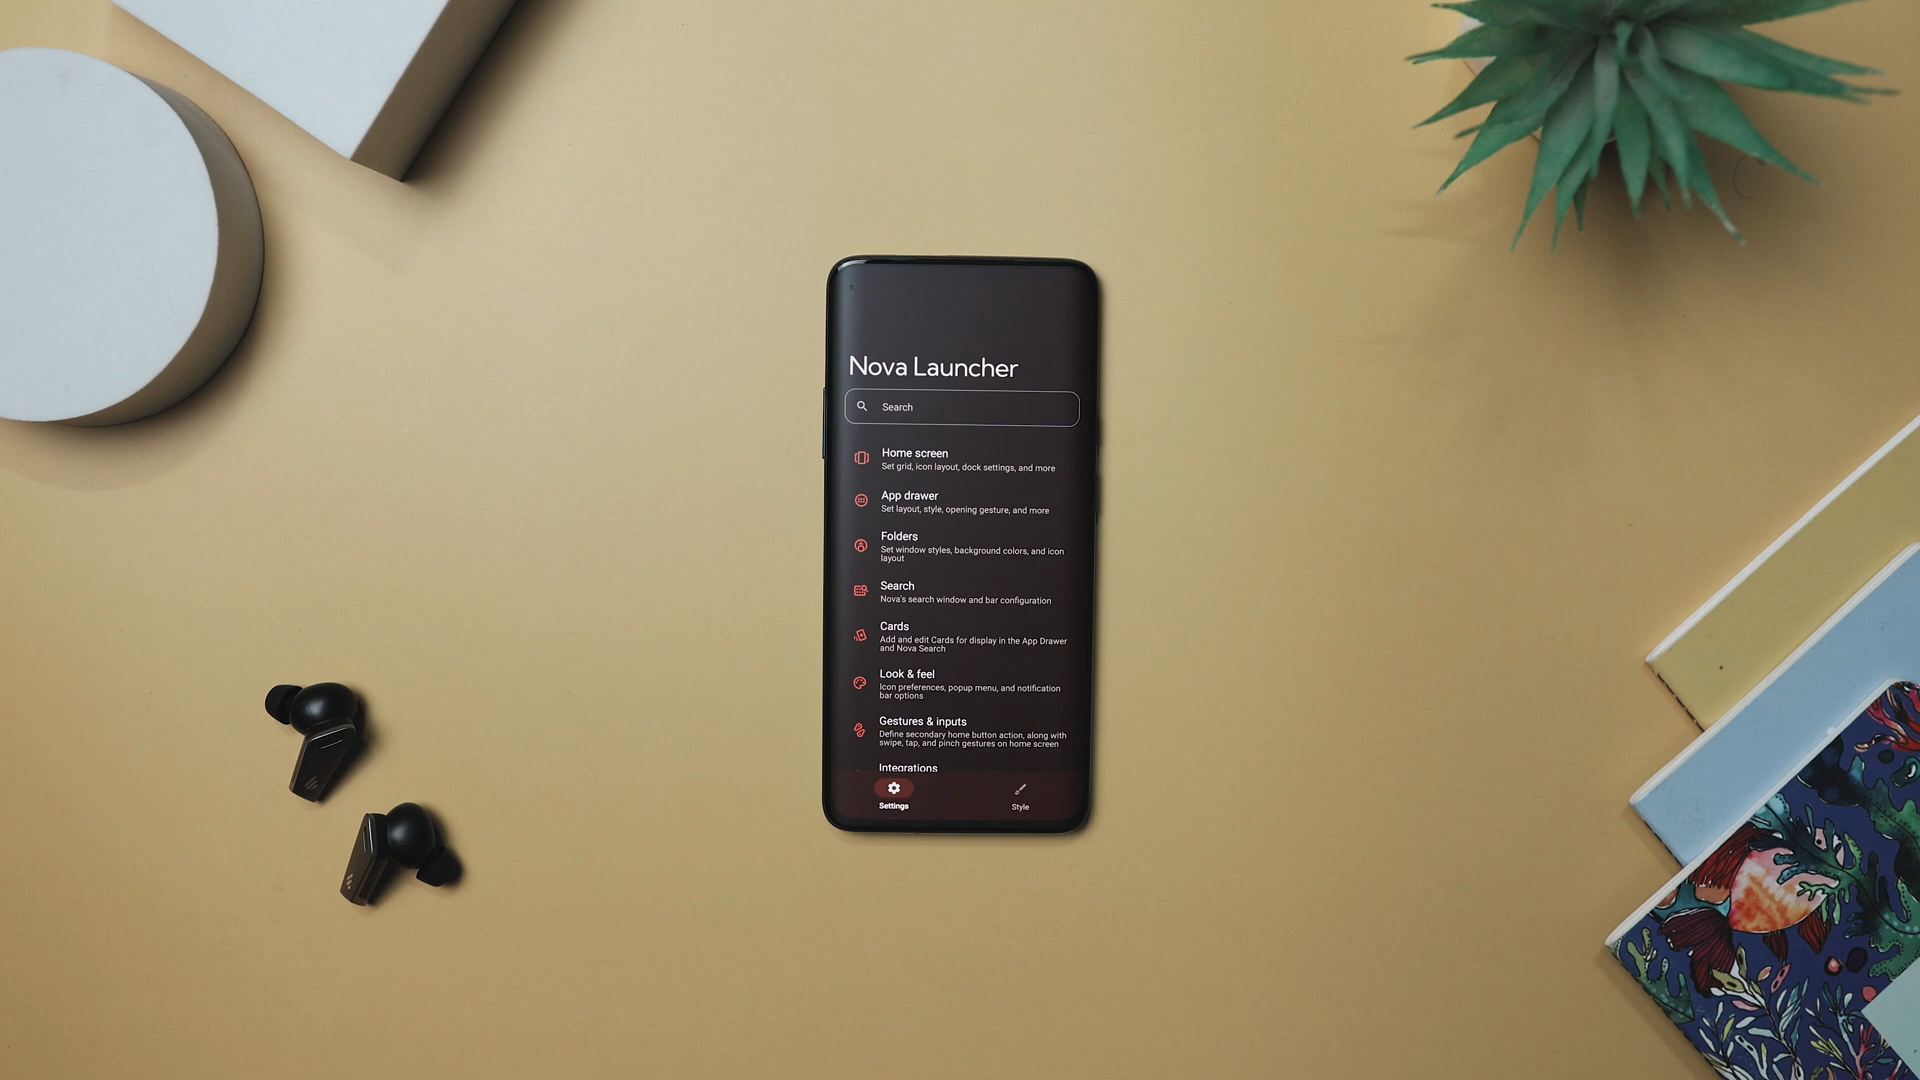 Nova Launcher
Search
Home screen
Set grid, icon layout, dock settings, and more
App drawer
Set layout, style, opening gesture, and more
Folders
Set window styles, background colors, and icon
layout
Search
Nova's search window and bar configuration
Cards
Add and edit Cards for display in the App Drawer
and Nova Search
Look & feel
Icon preferences, popup menu, and notification
bar options
Gestures & inputs
Define secondary home button action, along with
swipe, tap, and pinch gestures on home screen
Integrations
Settings
Style